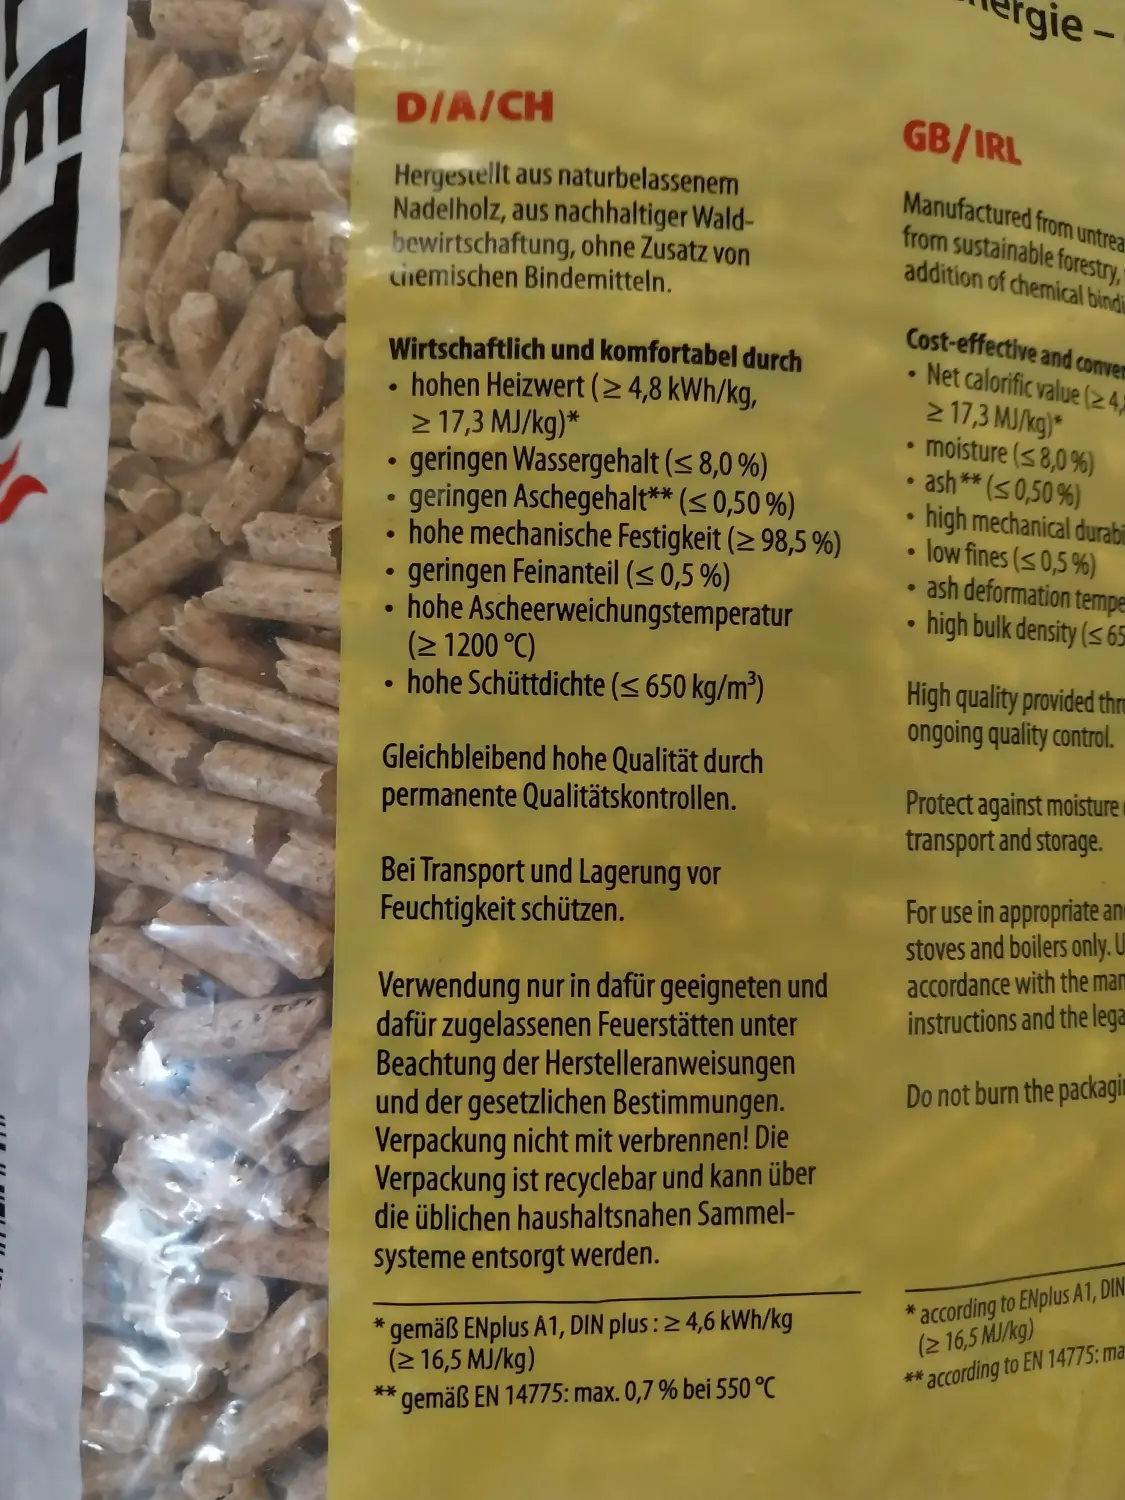 LETS
nergie –
D/A/CH
Hergestellt aus naturbelassenem
Nadelholz, aus nachhaltiger Wald-
bewirtschaftung, ohne Zusatz von
chemischen Bindemitteln.
Wirtschaftlich und komfortabel durch
• hohen Heizwert (≥ 4,8 kWh/kg,
≥ 17,3 MJ/kg)*
• geringen Wassergehalt (≤ 8,0 %)
• geringen Aschegehalt** (≤ 0,50 %)
• hohe mechanische Festigkeit (≥ 98,5 %)
• geringen Feinanteil (≤ 0,5 %)
• hohe Ascheerweichungstemperatur
(≥ 1200 °C)
• hohe Schüttdichte (≤ 650 kg/m³)
Gleichbleibend hohe Qualität durch
permanente Qualitätskontrollen.
Bei Transport und Lagerung vor
Feuchtigkeit schützen.
Verwendung nur in dafür geeigneten und
dafür zugelassenen Feuerstätten unter
Beachtung der Herstelleranweisungen
und der gesetzlichen Bestimmungen.
Verpackung nicht mit verbrennen! Die
Verpackung ist recyclebar und kann über
die üblichen haushaltsnahen Sammel-
systeme entsorgt werden.
* gemäß ENplus A1, DIN plus : ≥ 4,6 kWh/kg
(≥ 16,5 MJ/kg)
** gemäß EN 14775: max. 0,7 % bei 550 °C
GB/IRL
Manufactured from untrea
from sustainable forestry,
addition of chemical bindi
Cost-effective and conver
• Net calorific value (≥ 4,
≥ 17,3 MJ/kg)*
• moisture (≤ 8,0 %)
• ash** (≤ 0,50 %)
• high mechanical durabi
• low fines (≤ 0,5 %)
• ash deformation tempe
• high bulk density (≤ 65
High quality provided thr
ongoing quality control.
Protect against moisture
transport and storage.
For use in appropriate an
stoves and boilers only. U
accordance with the man
instructions and the lega
Do not burn the packagi
* according to ENplus A1, DIN
(≥ 16,5 MJ/kg)
** according to EN 14775: ma